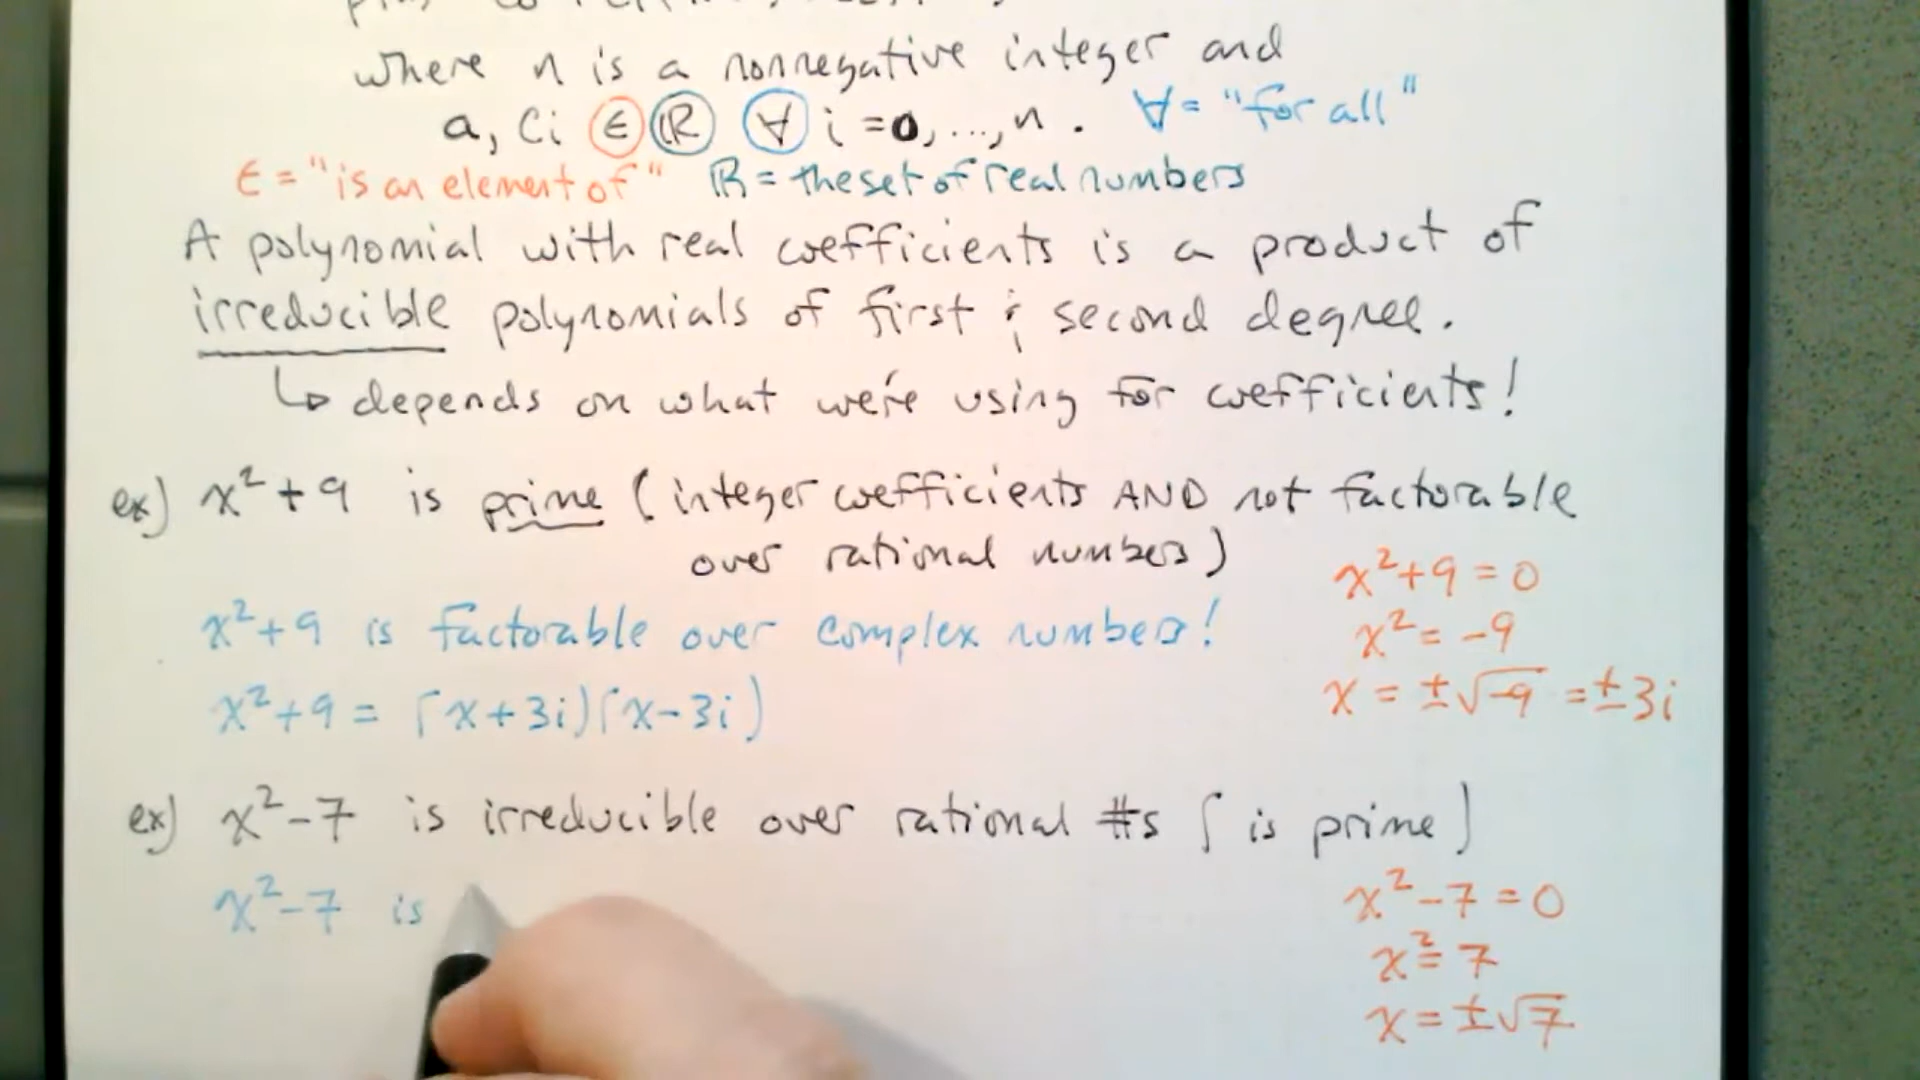 where n is a nonnegative integer and
a, Ci ∈ ℝ ∀ i = 0, ..., n . ∀ = "for all"
∈ = "is an element of" ℝ = the set of real numbers
A polynomial with real coefficients is a product of
irreducible polynomials of first & second degree.
↳ depends on what we're using for coefficients!
ex) x²+9 is prime (integer coefficients AND not factorable
over rational numbers)
x²+9=0
x²+9 is factorable over complex numbers!
x²=-9
x²+9 = (x+3i)(x-3i)
x = ±√-9 = ±3i
ex) x²-7 is irreducible over rational #s (is prime)
x²-7 is
x²-7=0
x²=7
x=±√7